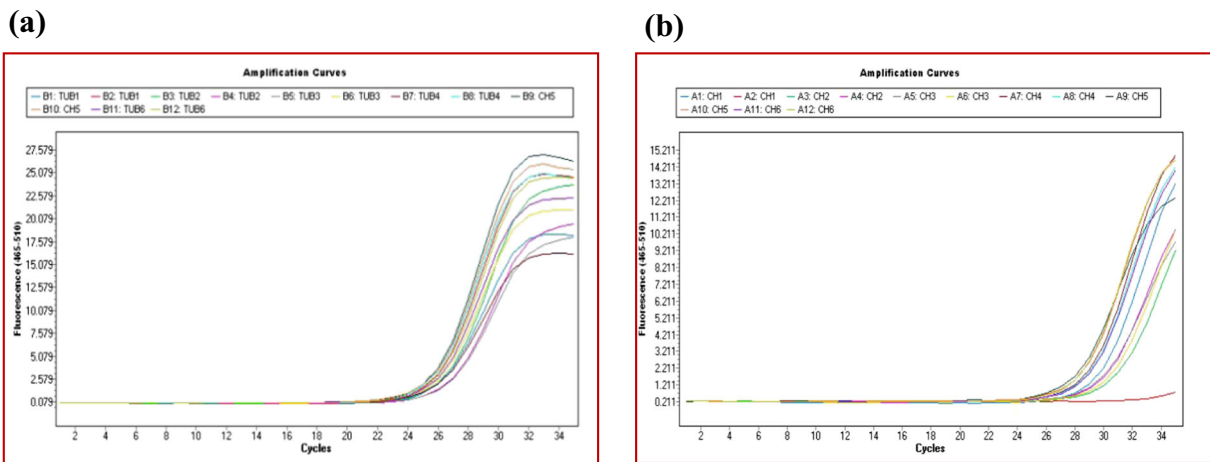 (a)
Amplification Curves
B1: TUB1 B2: TUB1 B3: TUB2 B4: TUB2 B5: TUB3 B6: TUB3 B7: TUB4 B8: TUB4 B9: CH5
B10: CH5 B11: TUB6 B12: TUB6
27.579
25.079
22.579
20.079
17.579
15.079
12.579
10.079
7.579
5.079
2.579
0.079
Fluorescence (465-510)
2 4 6 8 10 12 14 16 18 20 22 24 26 28 30 32 34
Cycles
(b)
Amplification Curves
A1: CH1 A2: CH1 A3: CH2 A4: CH2 A5: CH3 A6: CH3 A7: CH4 A8: CH4 A9: CH5
A10: CH5 A11: CH6 A12: CH6
15.211
14.211
13.211
12.211
11.211
10.211
9.211
8.211
7.211
6.211
5.211
4.211
3.211
2.211
1.211
0.211
Fluorescence (465-510)
2 4 6 8 10 12 14 16 18 20 22 24 26 28 30 32 34
Cycles